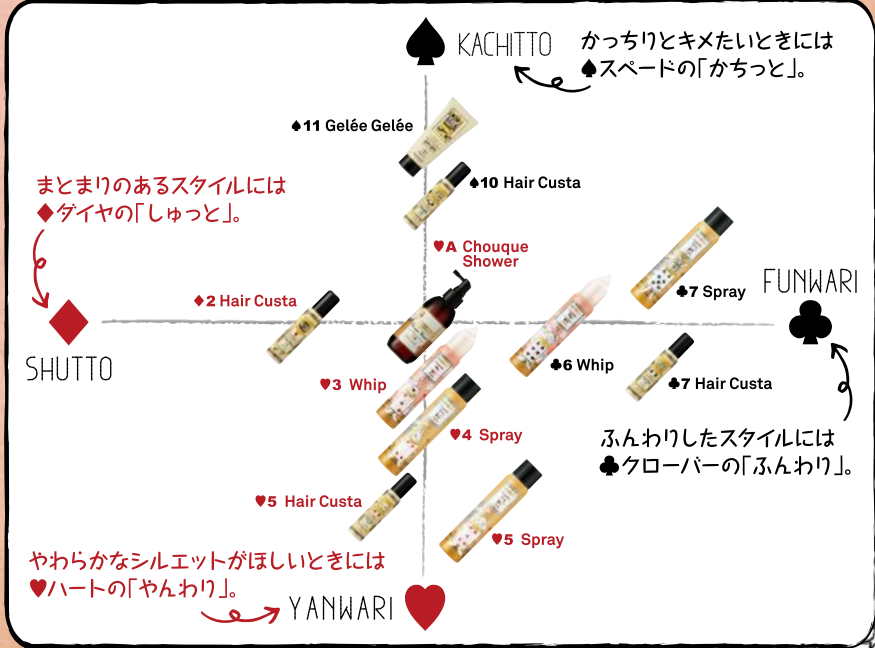 ♠ KACHITTO
かっちりとキメたいときには
♠スペードの「かちっと」。
♠11 Gelée Gelée
♠10 Hair Custa
まとまりのあるスタイルには
♦ダイヤの「しゅっと」。
♥A Chouque
Shower
♣7 Spray
FUNWARI
♦2 Hair Custa
SHUTTO
♣6 Whip
♥3 Whip
♣7 Hair Custa
♥4 Spray
ふんわりしたスタイルには
♣クローバーの「ふんわり」。
♥5 Hair Custa
♥5 Spray
やわらかなシルエットがほしいときには
♥ハートの「やんわり」。
YANWARI